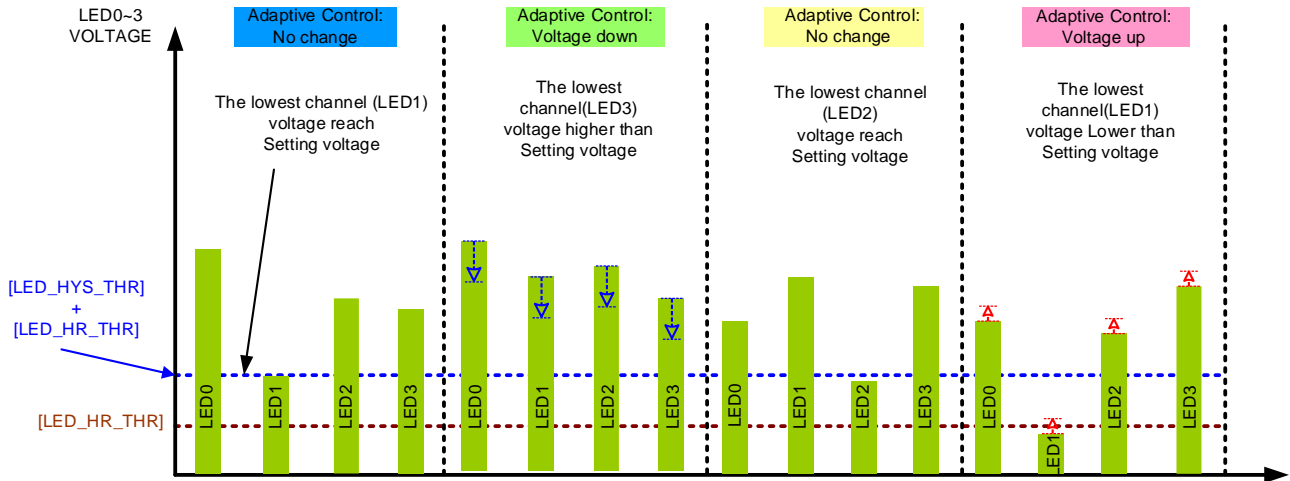 LED0~3
VOLTAGE
Adaptive Control:
No change
Adaptive Control:
Voltage down
Adaptive Control:
No change
Adaptive Control:
Voltage up
The lowest channel (LED1)
voltage reach
Setting voltage
The lowest
channel(LED3)
voltage higher than
Setting voltage
The lowest channel
(LED2)
voltage reach
Setting voltage
The lowest
channel(LED1)
voltage Lower than
Setting voltage
[LED_HYS_THR]
+
[LED_HR_THR]
[LED_HR_THR]
LED0
LED1
LED2
LED3
LED0
LED1
LED2
LED3
LED0
LED1
LED2
LED3
LED0
LED1
LED2
LED3